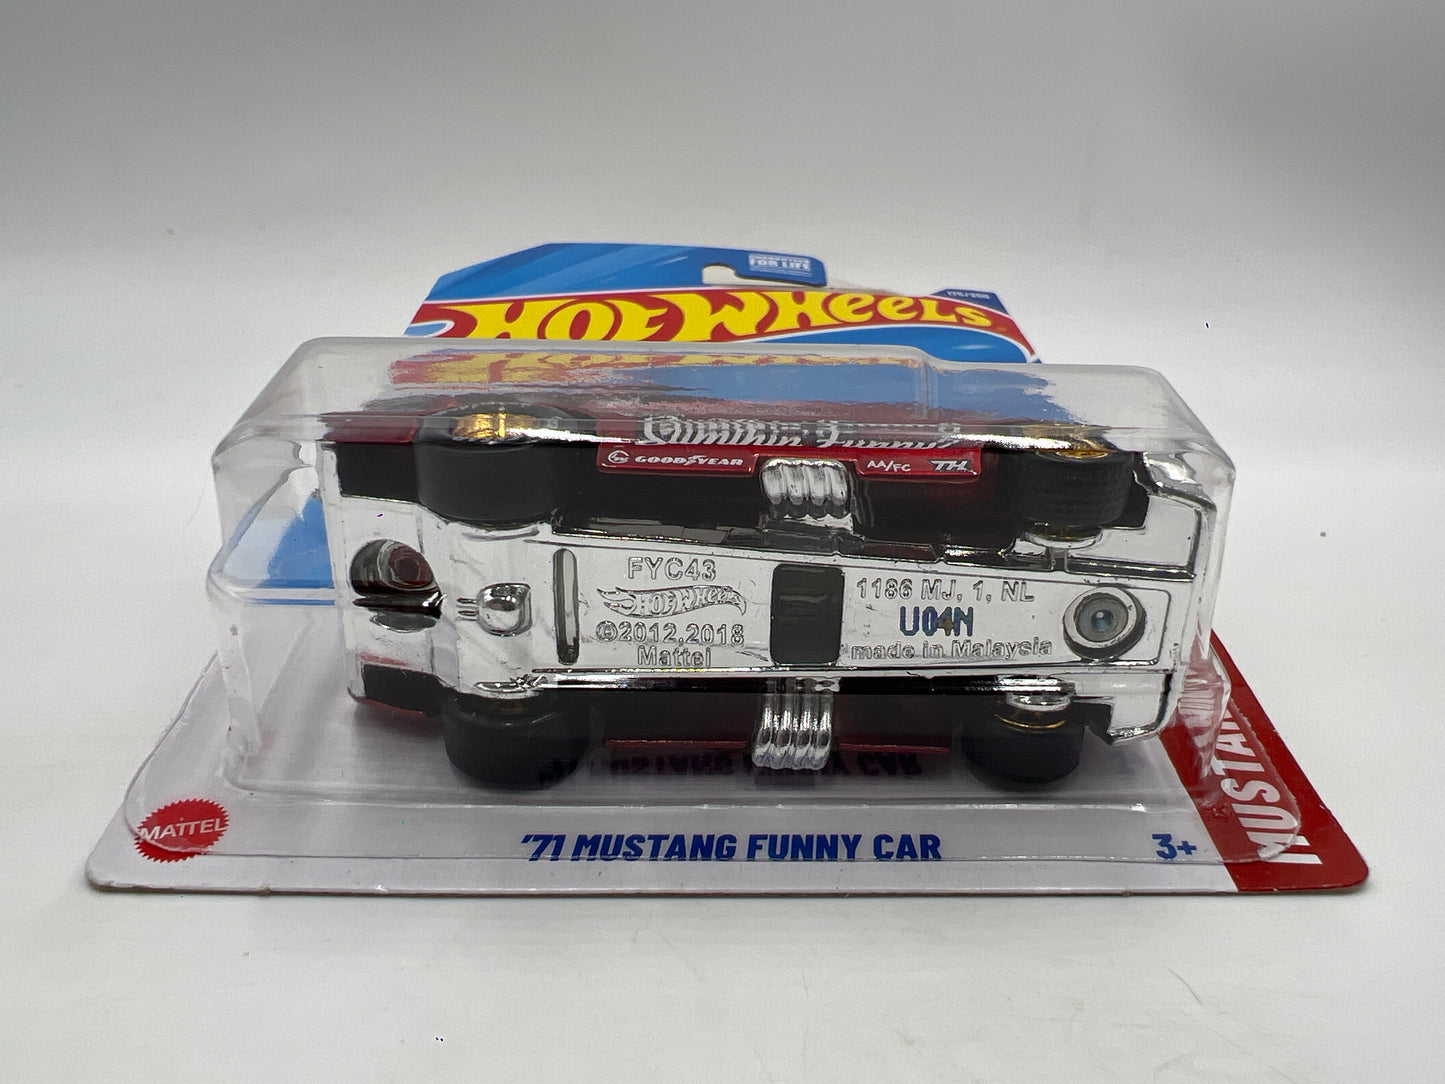 FOR LIFE
HOT WHEELS
GOODYEAR
AA/FC
TH
FYC43
HOT WHEELS
©2012,2018
Mattel
1186 MJ, 1, NL
U04N
made in Malaysia
MATTEL
'71 MUSTANG FUNNY CAR
3+
MUSTANG